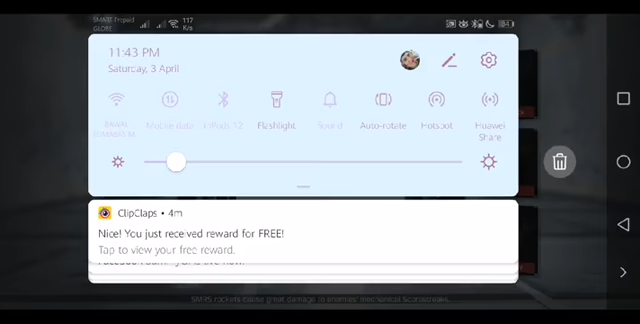 SMART Prepaid
GLOBE
117
K/s
11:43 PM
Saturday, 3 April
Mobile data
Flashlight
Sound
Auto-rotate
Hotspot
Huawei
Share
ClipClaps • 4m
Nice! You just received reward for FREE!
Tap to view your free reward.
SMRS rockets cause great damage to enemies' mechanical Scorestreaks.